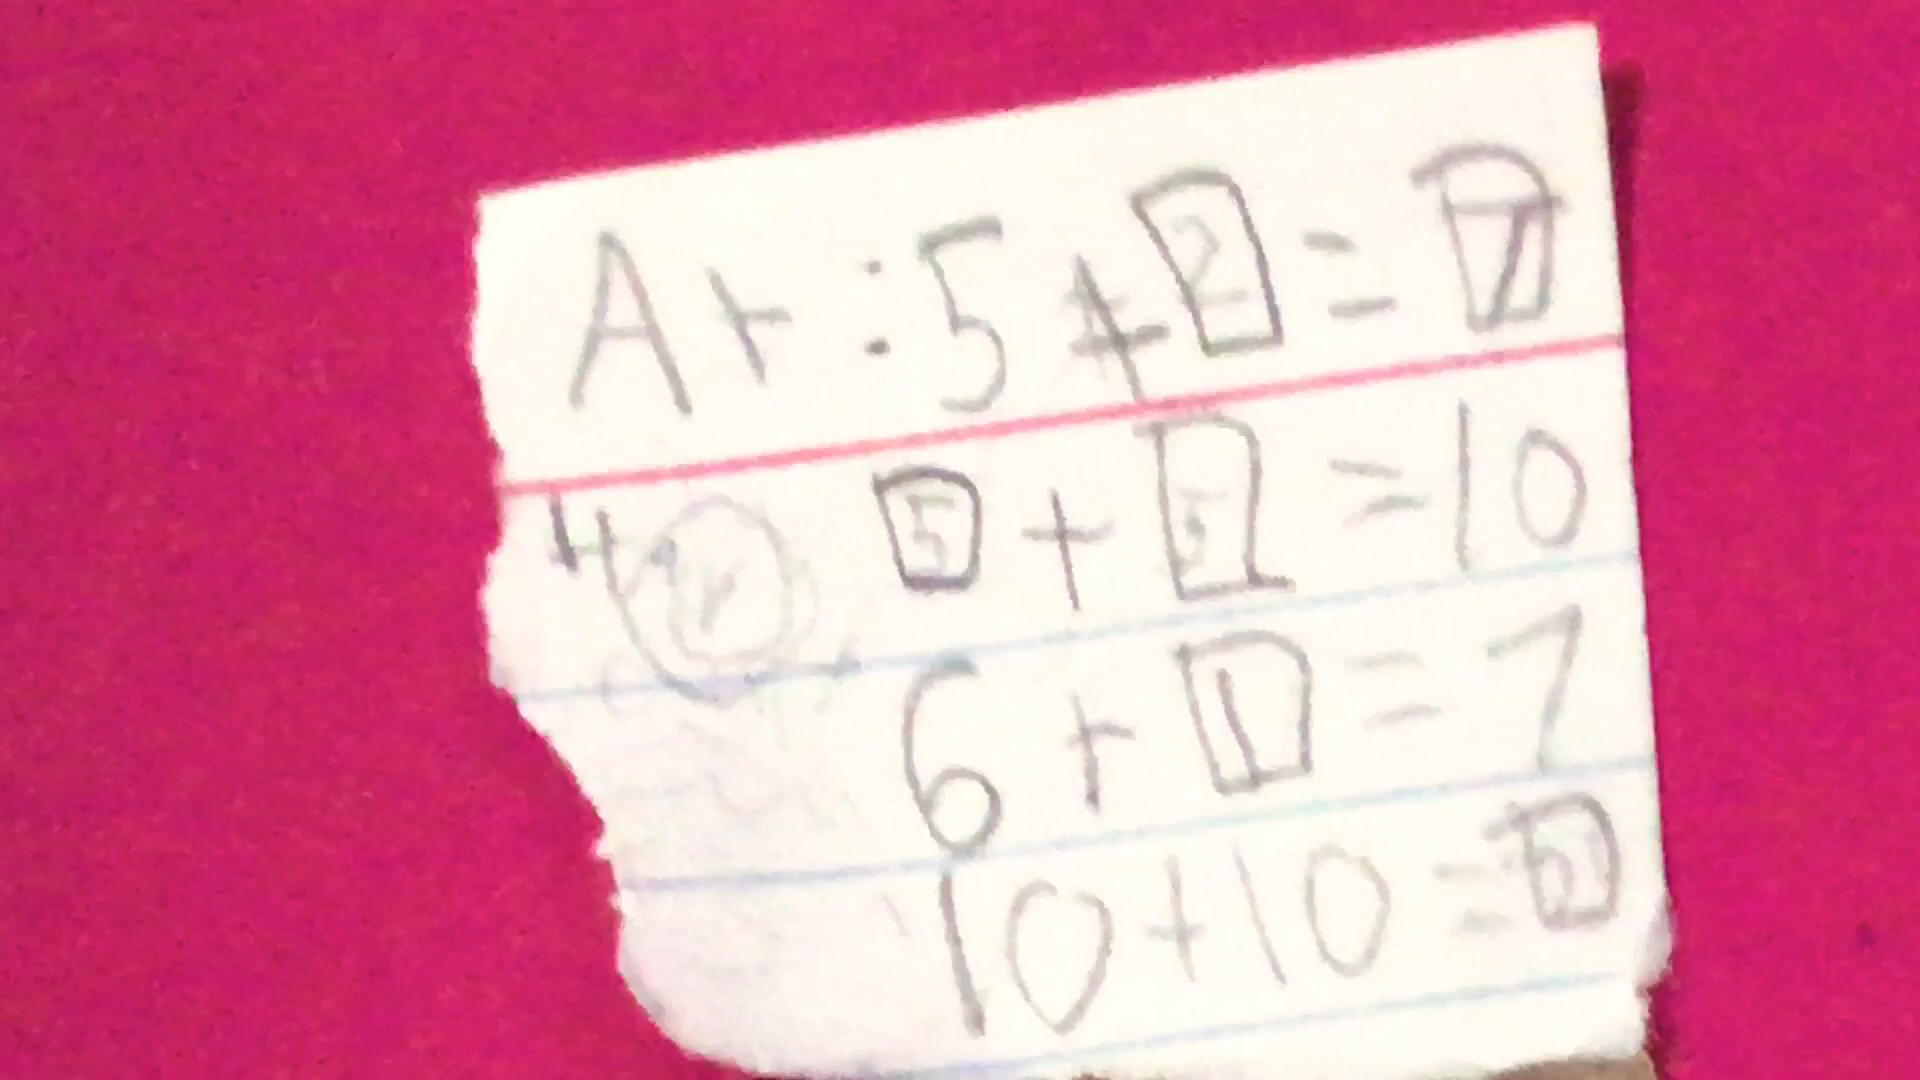 A+ : 5 + 2 = 7
5 + 5 = 10
6 + 1 = 7
10 + 10 =